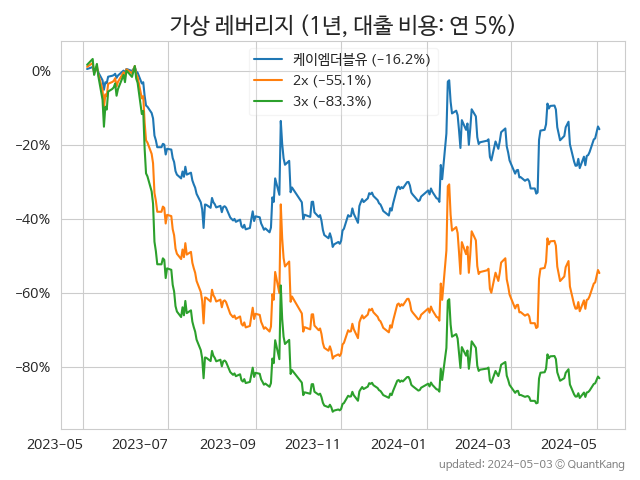 가상 레버리지 (1년, 대출 비용: 연 5%)
케이엠더블유 (−16.2%)
2x (−55.1%)
3x (−83.3%)
0%
−20%
−40%
−60%
−80%
2023-05 2023-07 2023-09 2023-11 2024-01 2024-03 2024-05
updated: 2024-05-03 © QuantKang